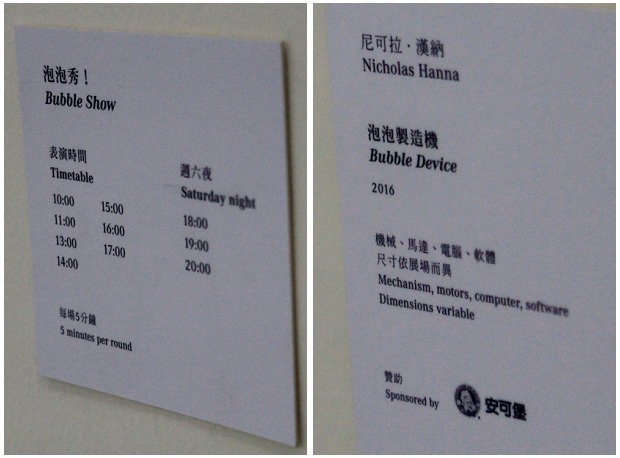 泡泡秀！
Bubble Show
表演時間
Timetable
10:00
11:00
13:00
14:00
15:00
16:00
17:00
週六夜
Saturday night
18:00
19:00
20:00
每場5分鐘
5 minutes per round
尼可拉·漢納
Nicholas Hanna
泡泡製造機
Bubble Device
2016
機械、馬達、電腦、軟體
尺寸依展場而異
Mechanism, motors, computer, software
Dimensions variable
贊助
Sponsored by
安可堡